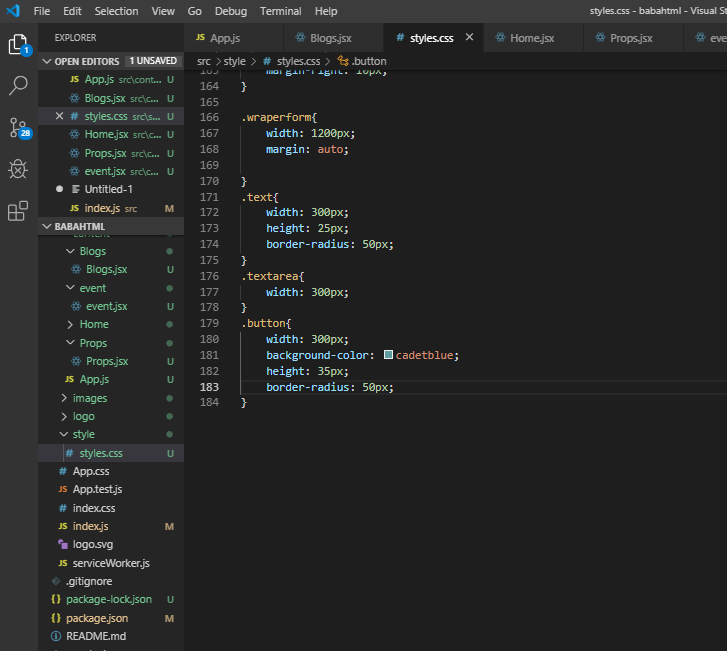 File Edit Selection View Go Debug Terminal Help
styles.css - babahtml - Visual St
1
28
EXPLORER
OPEN EDITORS 1 UNSAVED
JS App.js src\cont... U
Blogs.jsx src\c... U
# styles.css src\s... U
Home.jsx src\c... U
Props.jsx src\c... U
event.jsx src\c... U
Untitled-1
JS index.js src M
BABAHTML
content
Blogs
Blogs.jsx U
event
event.jsx U
Home
Props
Props.jsx U
JS App.js U
images
logo
style
# styles.css U
# App.css
JS App.test.js
# index.css
JS index.js M
logo.svg
JS serviceWorker.js
.gitignore
{} package-lock.json U
{} package.json M
README.md
JS App.js
Blogs.jsx
# styles.css
Home.jsx
Props.jsx
eve
src > style > # styles.css > .button
163 margin-right: 10px;
164 }
165
166 .wraperform{
167 width: 1200px;
168 margin: auto;
169
170 }
171 .text{
172 width: 300px;
173 height: 25px;
174 border-radius: 50px;
175 }
176 .textarea{
177 width: 300px;
178 }
179 .button{
180 width: 300px;
181 background-color: cadetblue;
182 height: 35px;
183 border-radius: 50px;
184 }